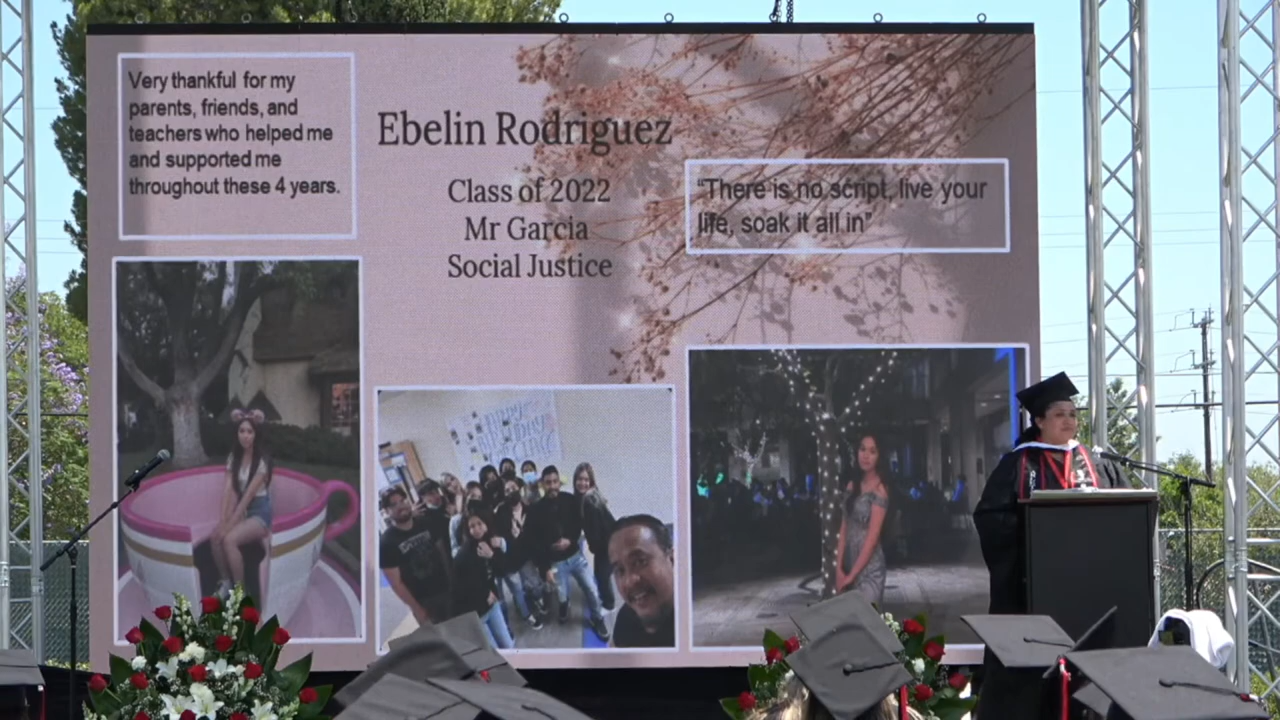 Very thankful for my
parents, friends, and
teachers who helped me
and supported me
throughout these 4 years.
Ebelin Rodriguez
Class of 2022
Mr Garcia
Social Justice
“There is no script, live your
life, soak it all in”
HAPPY
BIRTHDAY